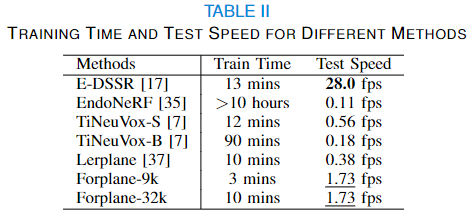 TABLE II
TRAINING TIME AND TEST SPEED FOR DIFFERENT METHODS
Methods Train Time Test Speed
E-DSSR [17] 13 mins 28.0 fps
EndoNeRF [35] >10 hours 0.11 fps
TiNeuVox-S [7] 12 mins 0.56 fps
TiNeuVox-B [7] 90 mins 0.18 fps
Lerplane [37] 10 mins 0.38 fps
Forplane-9k 3 mins 1.73 fps
Forplane-32k 10 mins 1.73 fps